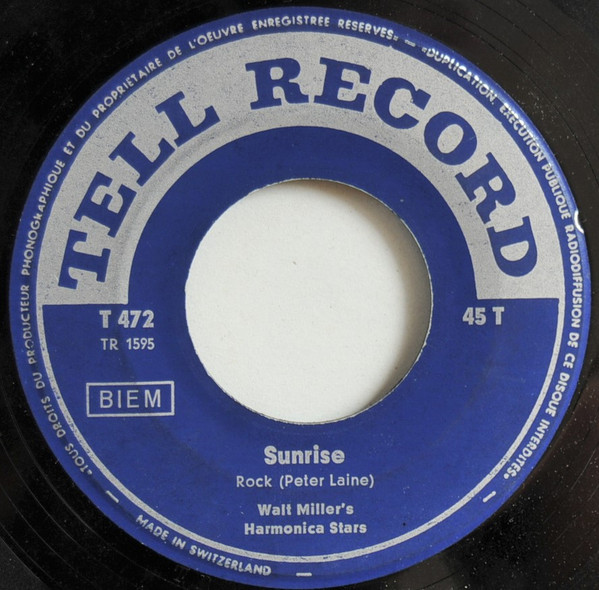 TELL RECORD
«TOUS DROITS DU PRODUCTEUR PHONOGRAPHIQUE ET DU PROPRIÉTAIRE DE L'OEUVRE ENREGISTREE RESERVES» — «DUPLICATION, EXECUTION PUBLIQUE RADIODIFFUSION DE CE DISQUE INTERDITES»
T 472
45 T
TR 1595
BIEM
Sunrise
Rock (Peter Laine)
Walt Miller's
Harmonica Stars
— MADE IN SWITZERLAND —